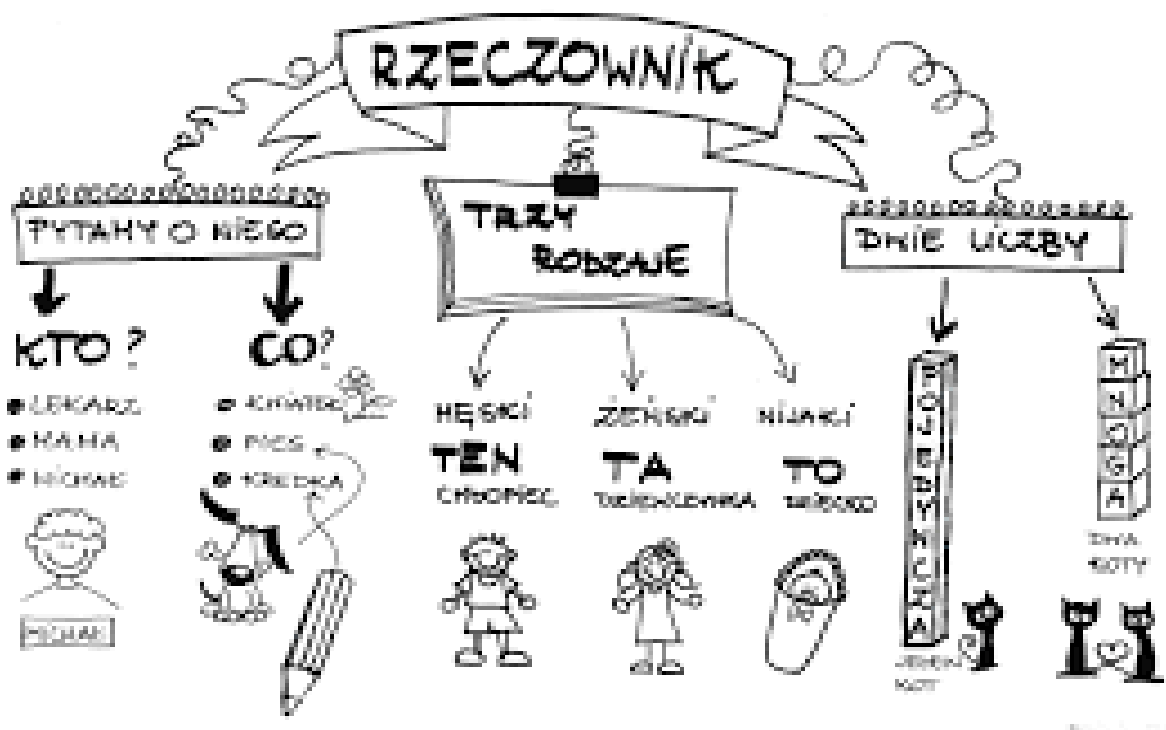 RZECZOWNIK
PYTAMY O NIEGO
KTO?
• LEKARZ
• MAMA
• MICHAŁ
MICHAŁ
CO?
• KWIATEK
• PIES
• KREDKA
TRZY
RODZAJE
MĘSKI
TEN
CHŁOPIEC
ŻEŃSKI
TA
DZIEWCZYNKA
NIJAKI
TO
DZIECKO
DWIE LICZBY
POJEDYNCZA
JEDEN
KOT
MNOGA
DWA
KOTY